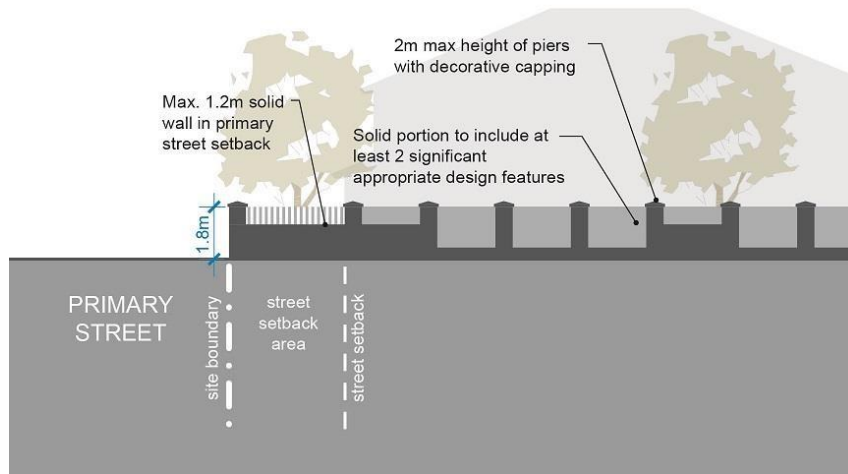 2m max height of piers
with decorative capping
Max. 1.2m solid
wall in primary
street setback
Solid portion to include at
least 2 significant
appropriate design features
1.8m
PRIMARY
STREET
site boundary
street
setback
area
street setback